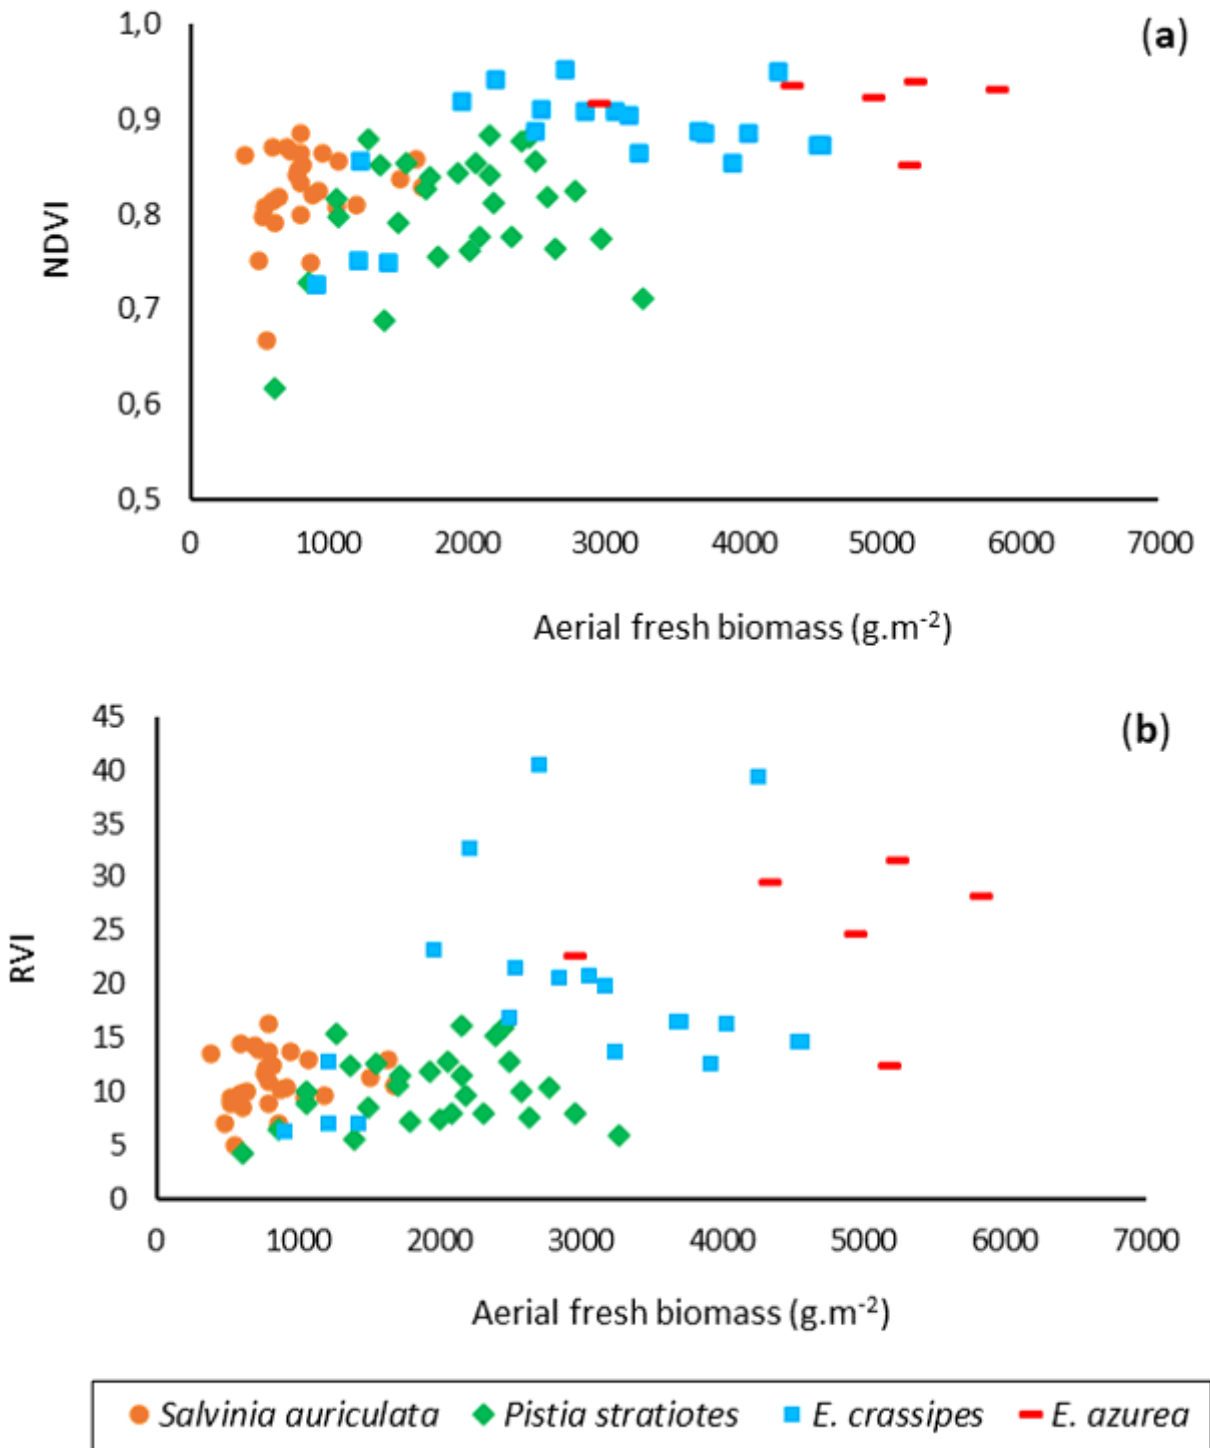 (a)
1,0
0,9
0,8
0,7
0,6
0,5
NDVI
0 1000 2000 3000 4000 5000 6000 7000
Aerial fresh biomass (g.m⁻²)
(b)
45
40
35
30
25
20
15
10
5
0
RVI
0 1000 2000 3000 4000 5000 6000 7000
Aerial fresh biomass (g.m⁻²)
Salvinia auriculata Pistia stratiotes E. crassipes E. azurea